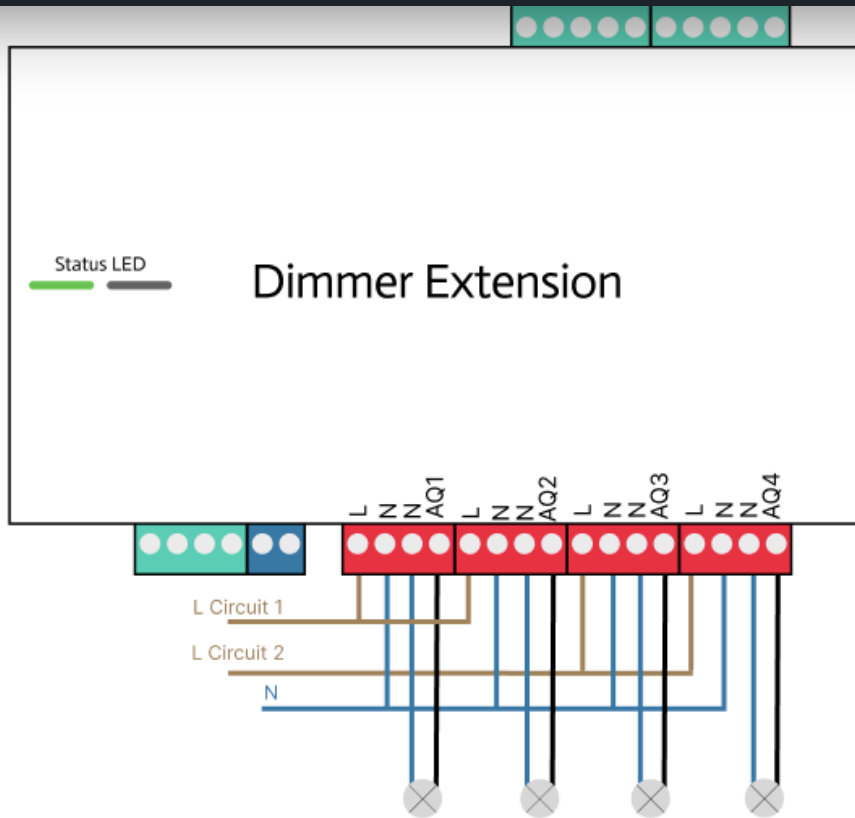 Status LED
Dimmer Extension
L N N AQ1 L N N AQ2 L N N AQ3 L N N AQ4
L Circuit 1
L Circuit 2
N